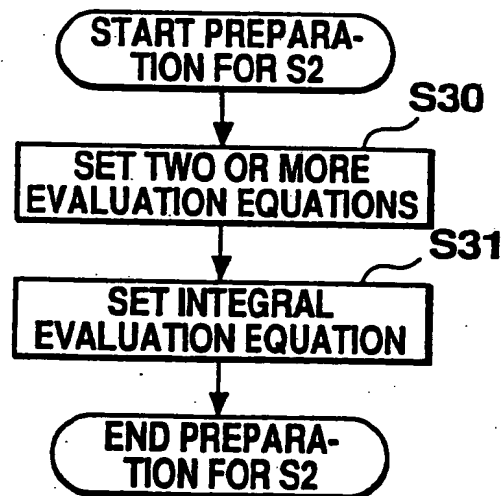 START PREPARA-
TION FOR S2
S30
SET TWO OR MORE
EVALUATION EQUATIONS
S31
SET INTEGRAL
EVALUATION EQUATION
END PREPARA-
TION FOR S2